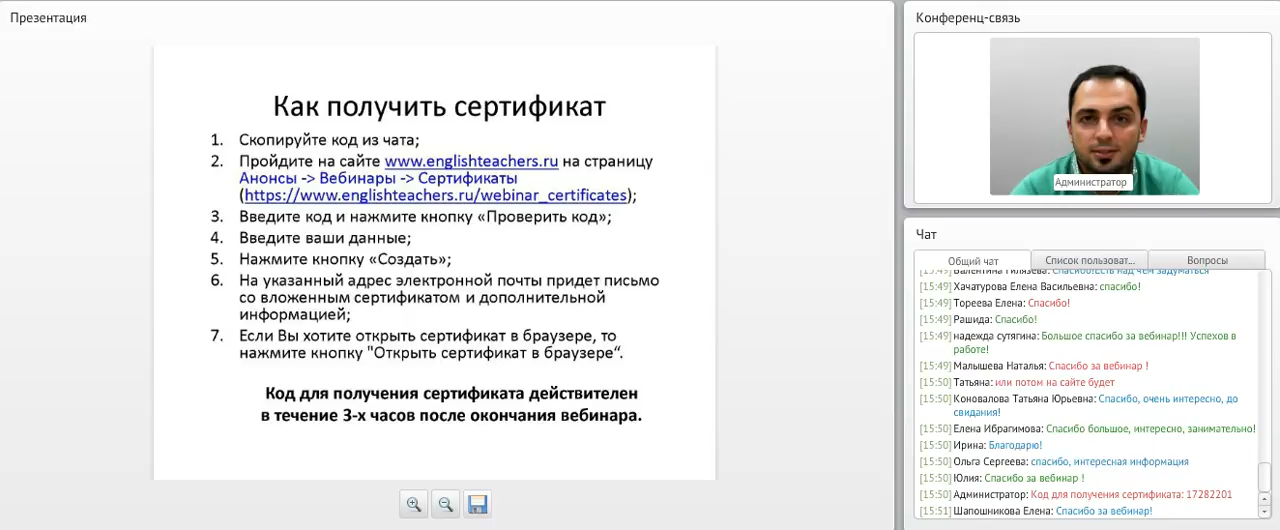 Презентация
Как получить сертификат
1. Скопируйте код из чата;
2. Пройдите на сайте www.englishteachers.ru на страницу
Анонсы -> Вебинары -> Сертификаты
(https://www.englishteachers.ru/webinar_certificates);
3. Введите код и нажмите кнопку «Проверить код»;
4. Введите ваши данные;
5. Нажмите кнопку «Создать»;
6. На указанный адрес электронной почты придет письмо
со вложенным сертификатом и дополнительной
информацией;
7. Если Вы хотите открыть сертификат в браузере, то
нажмите кнопку "Открыть сертификат в браузере“.
Код для получения сертификата действителен
в течение 3-х часов после окончания вебинара.
Конференц-связь
Администратор
Чат
Общий чат Список пользоват... Вопросы
[15:49] Валентина Гилязева: Спасибо!Есть над чем задуматься
[15:49] Хачатурова Елена Васильевна: спасибо!
[15:49] Тореева Елена: Спасибо!
[15:49] Рашида: Спасибо!
[15:49] надежда сутягина: Большое спасибо за вебинар!!! Успехов в
работе!
[15:49] Малышева Наталья: Спасибо за вебинар !
[15:50] Татьяна: или потом на сайте будет
[15:50] Коновалова Татьяна Юрьевна: Спасибо, очень интересно, до
свидания!
[15:50] Елена Ибрагимова: Спасибо большое, интересно, занимательно!
[15:50] Ирина: Благодарю!
[15:50] Ольга Сергеева: спасибо, интересная информация
[15:50] Юлия: Спасибо за вебинар !
[15:50] Администратор: Код для получения сертификата: 17282201
[15:51] Шапошникова Елена: Спасибо за вебинар!